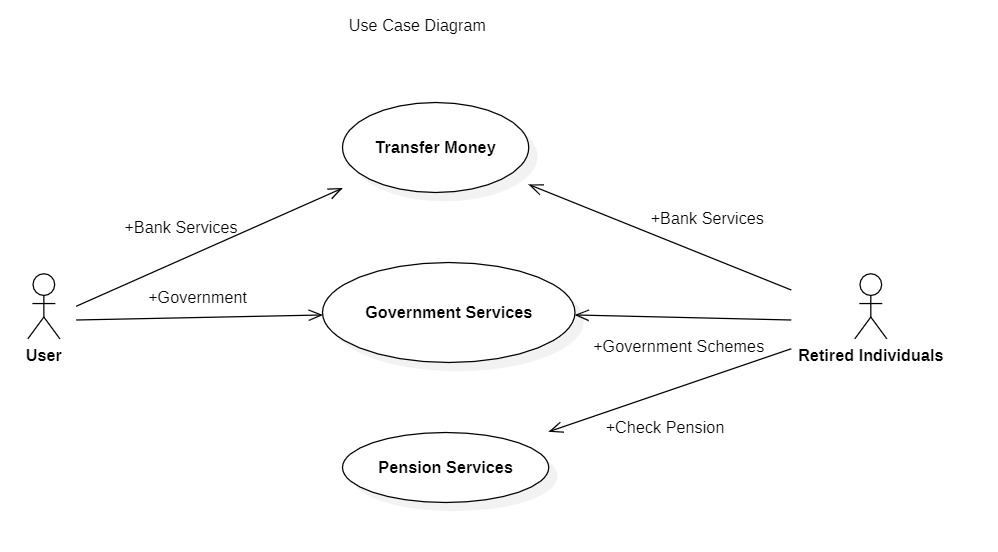 Use Case Diagram
Transfer Money
+Bank Services
+Bank Services
+Government
Government Services
User
+Government Schemes
Retired Individuals
+Check Pension
Pension Services